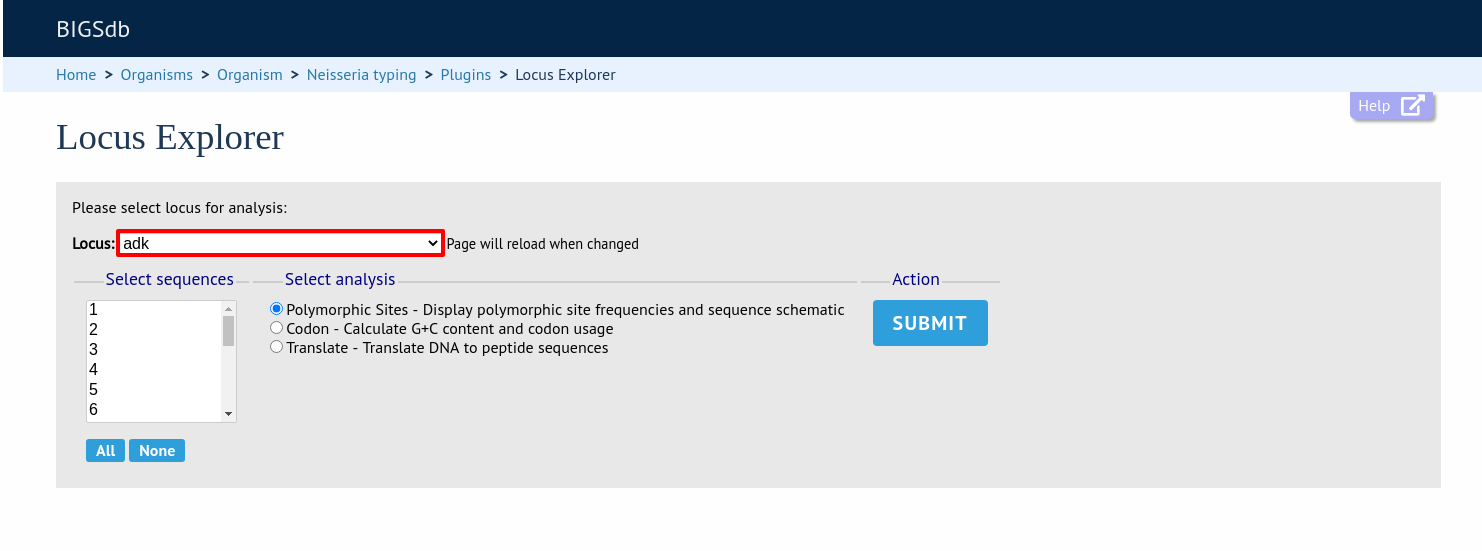 BIGSdb
Home > Organisms > Organism > Neisseria typing > Plugins > Locus Explorer
Help
Locus Explorer
Please select locus for analysis:
Locus: adk Page will reload when changed
Select sequences Select analysis Action
1
2
3
4
5
6
Polymorphic Sites - Display polymorphic site frequencies and sequence schematic
Codon - Calculate G+C content and codon usage
Translate - Translate DNA to peptide sequences
SUBMIT
All None